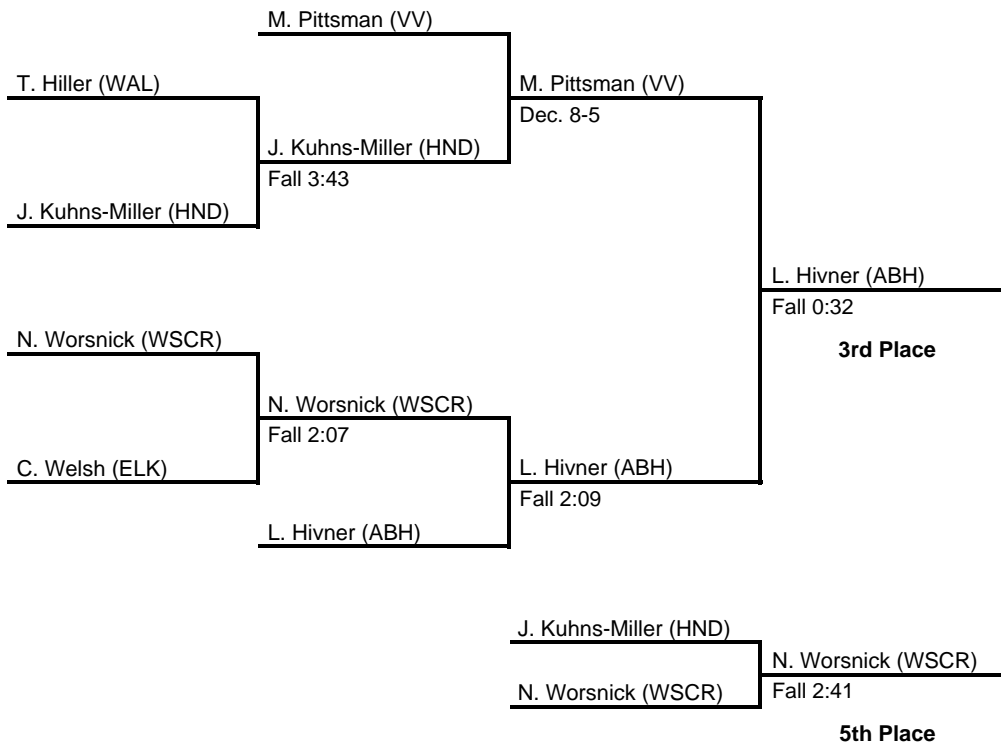 M. Pittsman (VV)
T. Hiller (WAL)
M. Pittsman (VV)
Dec. 8-5
J. Kuhns-Miller (HND)
Fall 3:43
J. Kuhns-Miller (HND)
L. Hivner (ABH)
Fall 0:32
N. Worsnick (WSCR)
3rd Place
N. Worsnick (WSCR)
Fall 2:07
C. Welsh (ELK)
L. Hivner (ABH)
Fall 2:09
L. Hivner (ABH)
J. Kuhns-Miller (HND)
N. Worsnick (WSCR)
N. Worsnick (WSCR)
Fall 2:41
5th Place